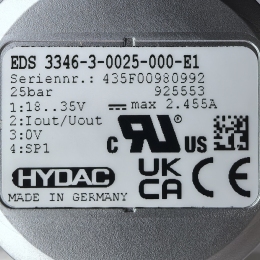 EDS 3346-3-0025-000-E1
Seriennr.: 435F00980992
25bar 925553
1:18..35V ⎓ max 2.455A
2:Iout/Uout
3:0V
4:SP1
c RU us
HYDAC
UK CA CE
MADE IN GERMANY